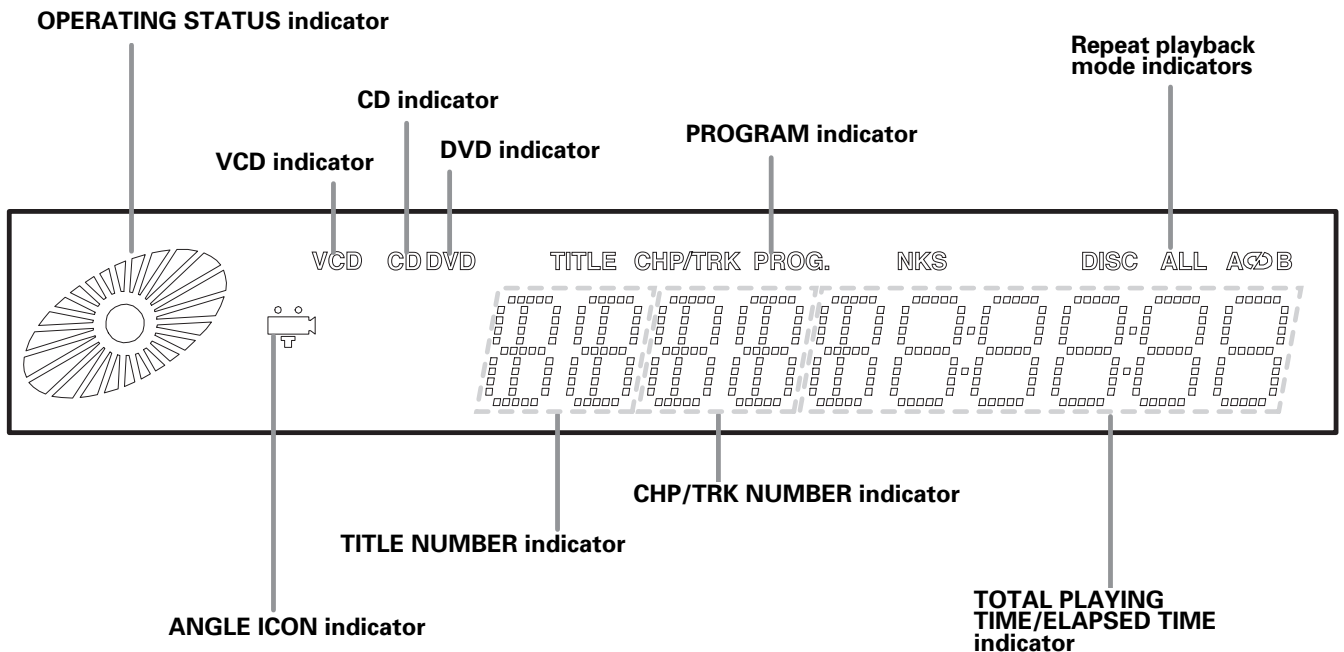 OPERATING STATUS indicator
Repeat playback
mode indicators
CD indicator
PROGRAM indicator
DVD indicator
VCD indicator
VCD CD DVD TITLE CHP/TRK PROG. NKS DISC ALL A B
CHP/TRK NUMBER indicator
TITLE NUMBER indicator
TOTAL PLAYING
TIME/ELAPSED TIME
indicator
ANGLE ICON indicator